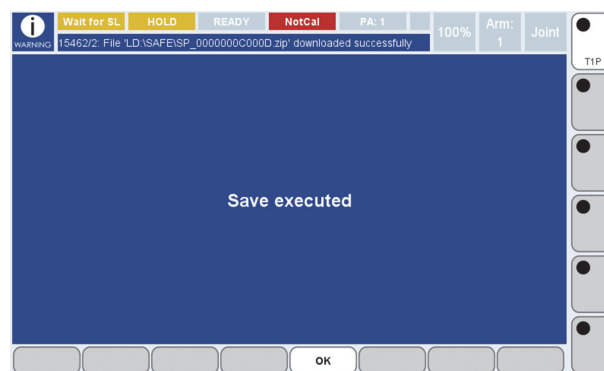 Wait for SL HOLD READY NotCal PA: 1 100% Arm: 1 Joint
WARNING 15462/2: File 'LD:\SAFE\SP_0000000C000D.zip' downloaded successfully
T1P
Save executed
OK